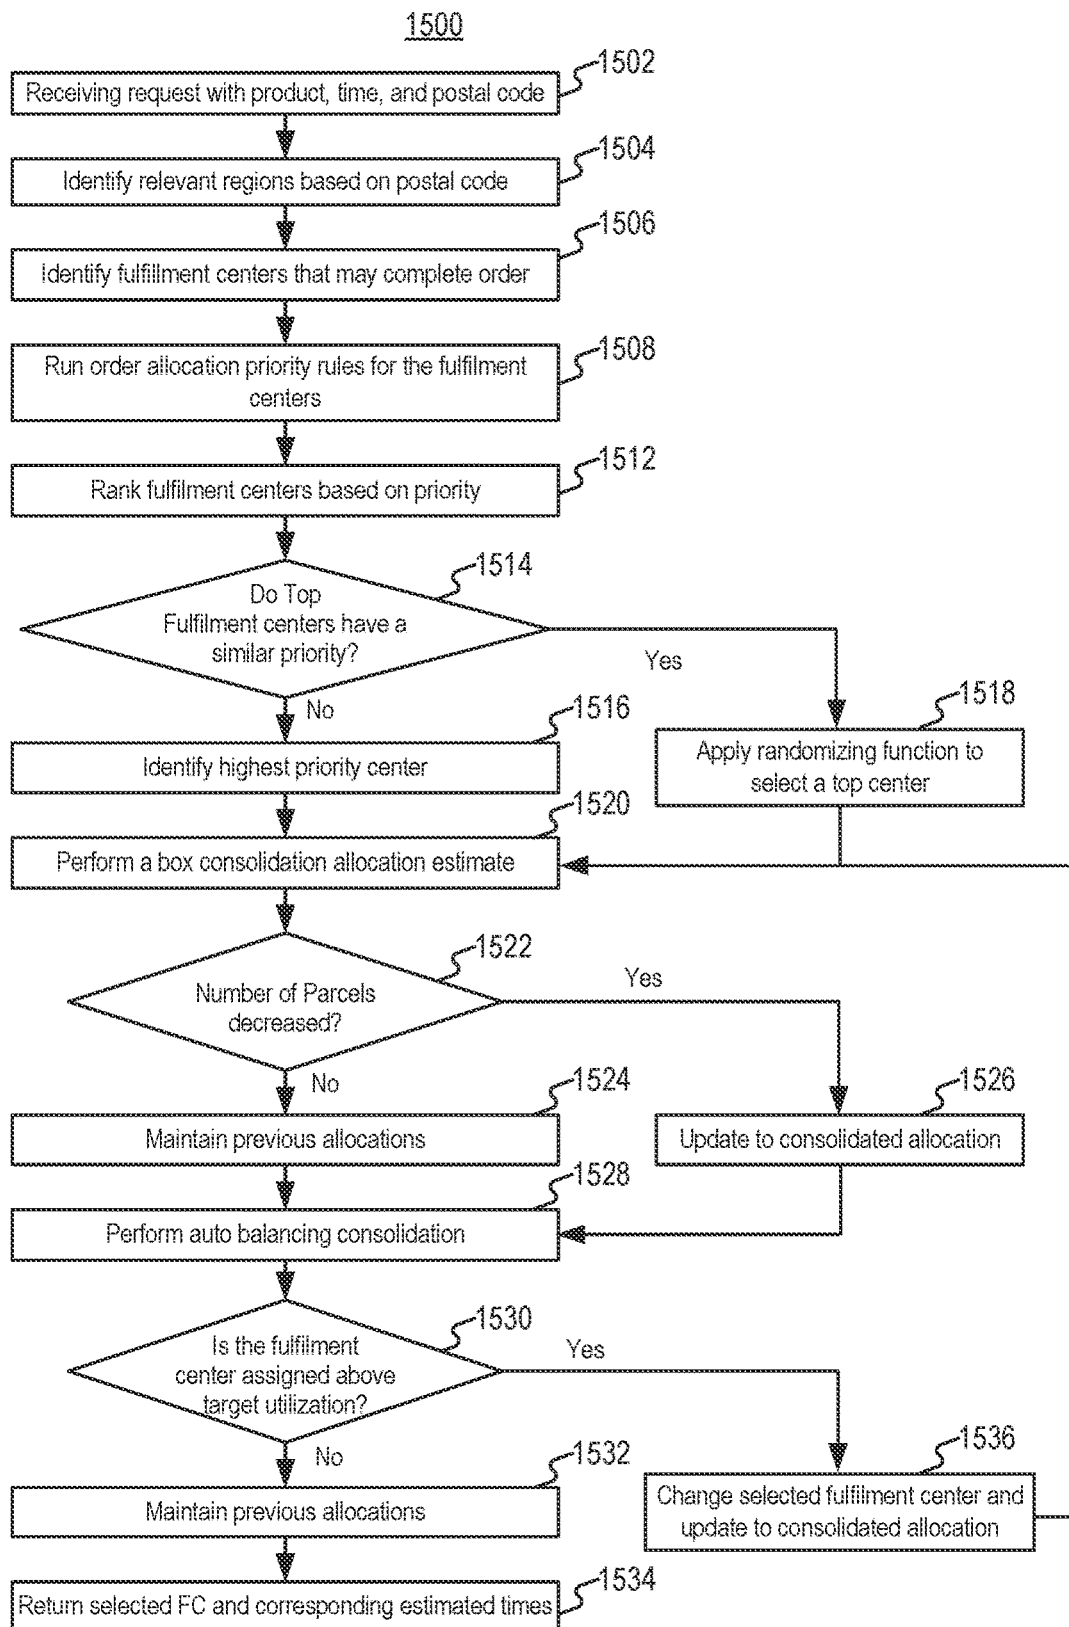 1500
1502
Receiving request with product, time, and postal code
1504
Identify relevant regions based on postal code
1506
Identify fulfillment centers that may complete order
1508
Run order allocation priority rules for the fulfilment
centers
1512
Rank fulfilment centers based on priority
1514
Do Top
Fulfilment centers have a
similar priority?
Yes
No
1516
Identify highest priority center
1518
Apply randomizing function to
select a top center
1520
Perform a box consolidation allocation estimate
1522
Number of Parcels
decreased?
Yes
No
1524
Maintain previous allocations
1526
Update to consolidated allocation
1528
Perform auto balancing consolidation
1530
Is the fulfilment
center assigned above
target utilization?
Yes
No
1532
Maintain previous allocations
1536
Change selected fulfilment center and
update to consolidated allocation
1534
Return selected FC and corresponding estimated times